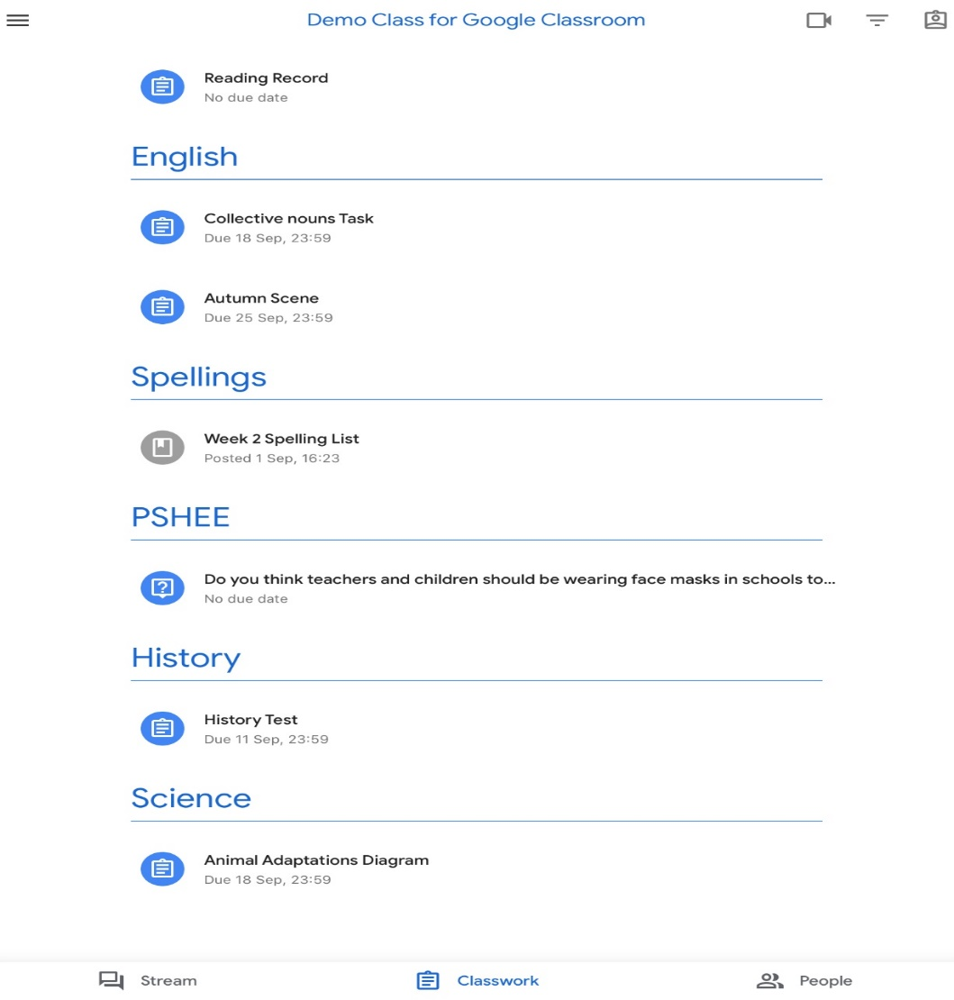 Demo Class for Google Classroom
Reading Record
No due date
English
Collective nouns Task
Due 18 Sep, 23:59
Autumn Scene
Due 25 Sep, 23:59
Spellings
Week 2 Spelling List
Posted 1 Sep, 16:23
PSHEE
Do you think teachers and children should be wearing face masks in schools to...
No due date
History
History Test
Due 11 Sep, 23:59
Science
Animal Adaptations Diagram
Due 18 Sep, 23:59
Stream Classwork People